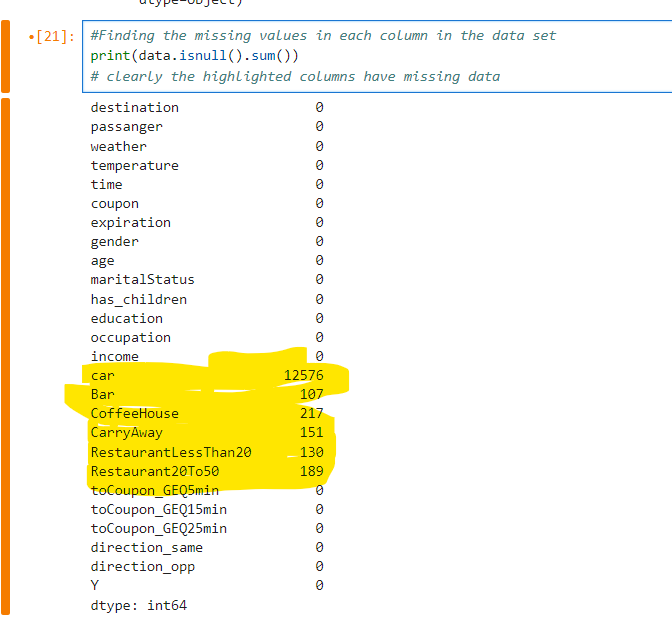 dtype=object)
•[21]: #Finding the missing values in each column in the data set
print(data.isnull().sum())
# clearly the highlighted columns have missing data
destination 0
passanger 0
weather 0
temperature 0
time 0
coupon 0
expiration 0
gender 0
age 0
maritalStatus 0
has_children 0
education 0
occupation 0
income 0
car 12576
Bar 107
CoffeeHouse 217
CarryAway 151
RestaurantLessThan20 130
Restaurant20To50 189
toCoupon_GEQ5min 0
toCoupon_GEQ15min 0
toCoupon_GEQ25min 0
direction_same 0
direction_opp 0
Y 0
dtype: int64